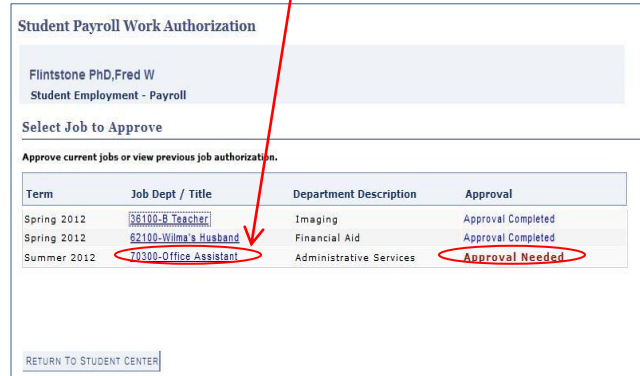 Student Payroll Work Authorization
Flintstone PhD,Fred W
Student Employment - Payroll
Select Job to Approve
Approve current jobs or view previous job authorization.
Term Job Dept / Title Department Description Approval
Spring 2012 36100-B Teacher Imaging Approval Completed
Spring 2012 62100-Wilma's Husband Financial Aid Approval Completed
Summer 2012 70300-Office Assistant Administrative Services Approval Needed
RETURN TO STUDENT CENTER